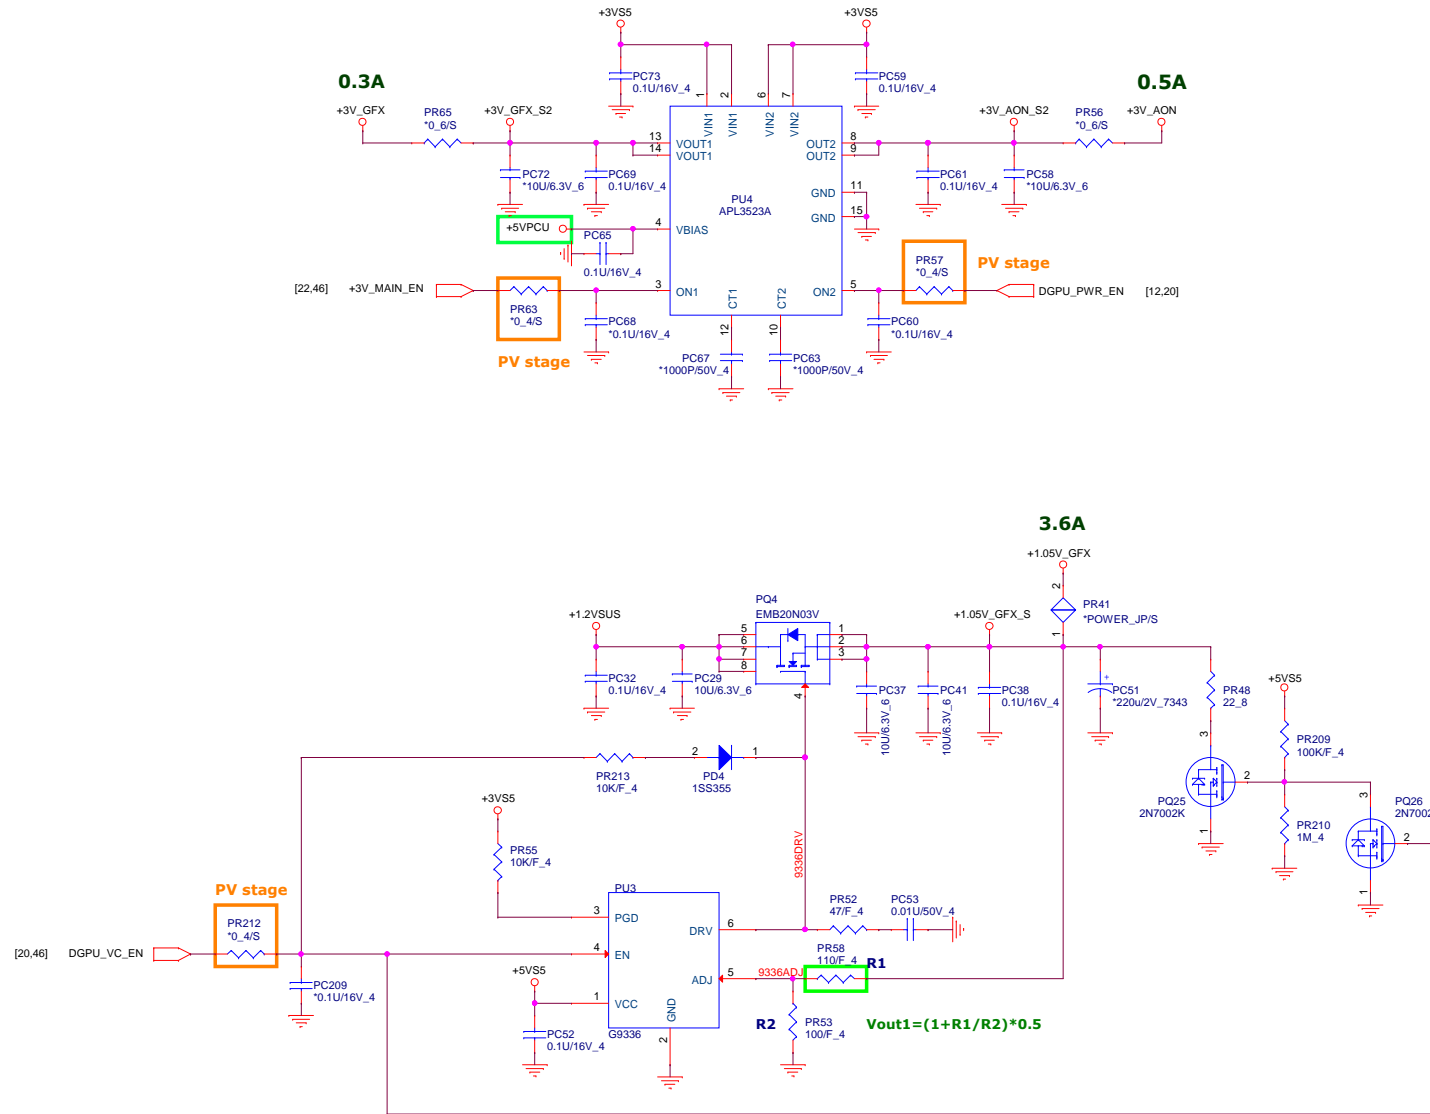 +3VS5
+3VS5
0.3A
0.5A
PC73
0.1U/16V_4
PC59
0.1U/16V_4
+3V_GFX
PR65
*0_6/S
+3V_GFX_S2
+3V_AON_S2
PR56
*0_6/S
+3V_AON
1
2
6
7
VIN1
VIN1
VIN2
VIN2
13
VOUT1
14
VOUT1
OUT2
8
OUT2
9
PC72
*10U/6.3V_6
PC69
0.1U/16V_4
PC61
0.1U/16V_4
PC58
*10U/6.3V_6
PU4
APL3523A
GND
11
GND
15
+5VPCU
4
VBIAS
PC65
0.1U/16V_4
PR57
*0_4/S
PV stage
[22,46]
+3V_MAIN_EN
3
ON1
ON2
5
DGPU_PWR_EN
[12,20]
PR63
*0_4/S
CT1
CT2
PC68
*0.1U/16V_4
PC60
*0.1U/16V_4
12
10
PV stage
PC67
*1000P/50V_4
PC63
*1000P/50V_4
3.6A
+1.05V_GFX
2
PR41
*POWER_JP/S
1
PQ4
EMB20N03V
+1.2VSUS
+1.05V_GFX_S
5
6
7
8
1
2
3
4
PC32
0.1U/16V_4
PC29
10U/6.3V_6
PC37
10U/6.3V_6
PC41
10U/6.3V_6
PC38
0.1U/16V_4
+
PC51
*220u/2V_7343
PR48
22_8
+5VS5
PR209
100K/F_4
3
2
PQ25
2N7002K
1
PR210
1M_4
3
PQ26
2N7002
2
1
2
1
PR213
10K/F_4
PD4
1SS355
+3VS5
PR55
10K/F_4
9336DRV
PV stage
PR212
*0_4/S
PU3
3
PGD
DRV
6
PR52
47/F_4
PC53
0.01U/50V_4
[20,46]
DGPU_VC_EN
4
EN
PR58
110/F_4
R1
ADJ
5
9336ADJ
+5VS5
PC209
*0.1U/16V_4
1
VCC
GND
G9336
2
PC52
0.1U/16V_4
R2
PR53
100/F_4
Vout1=(1+R1/R2)*0.5